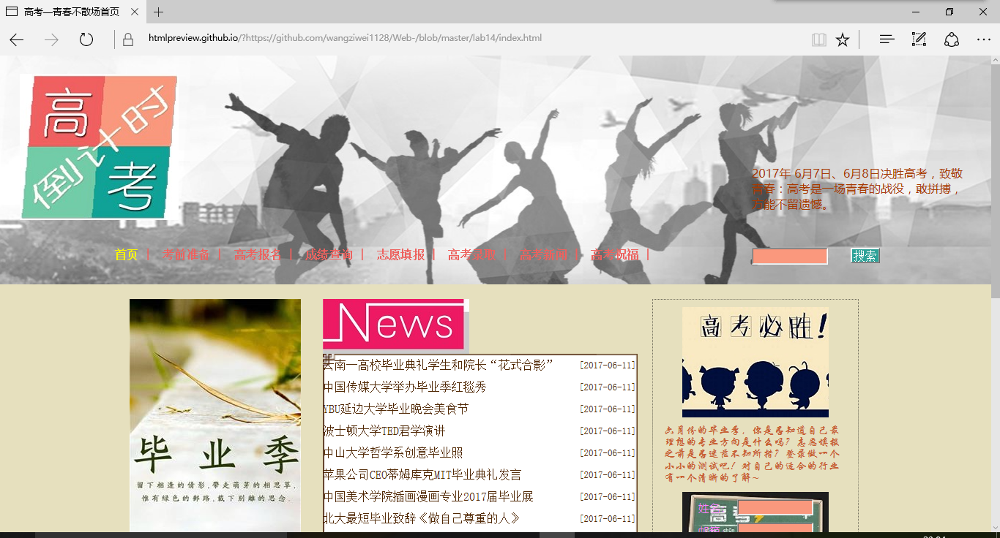 高考—青春不散场首页
htmlpreview.github.io/?https://github.com/wangziwei1128/Web-/blob/master/lab14/index.html
高考
倒计时
2017年 6月7日、6月8日决胜高考，致敬
青春：高考是一场青春的战役，敢拼搏，
方能不留遗憾。
首页 | 考前准备 | 高考报名 | 成绩查询 | 志愿填报 | 高考录取 | 高考新闻 | 高考祝福 |
搜索
News
云南一高校毕业典礼学生和院长“花式合影” [2017-06-11]
中国传媒大学举办毕业季红毯秀 [2017-06-11]
YBU延边大学毕业晚会美食节 [2017-06-11]
波士顿大学TED君学演讲 [2017-06-11]
中山大学哲学系创意毕业照 [2017-06-11]
苹果公司CEO蒂姆库克MIT毕业典礼发言 [2017-06-11]
中国美术学院插画漫画专业2017届毕业展 [2017-06-11]
北大最短毕业致辞《做自己尊重的人》 [2017-06-11]
毕业季
留下相逢的倩影,帶走萌芽的相思草.
惟有綠色的郵路,載下别離的思念.
高考必胜!
六月份的毕业季，你是否知道自己最
理想的专业方向是什么吗？志愿填报
之前是否迷茫不知所措？登录做一个
小小的测试吧！对自己的适合的行业
有一个清晰的了解~
高考
姓名